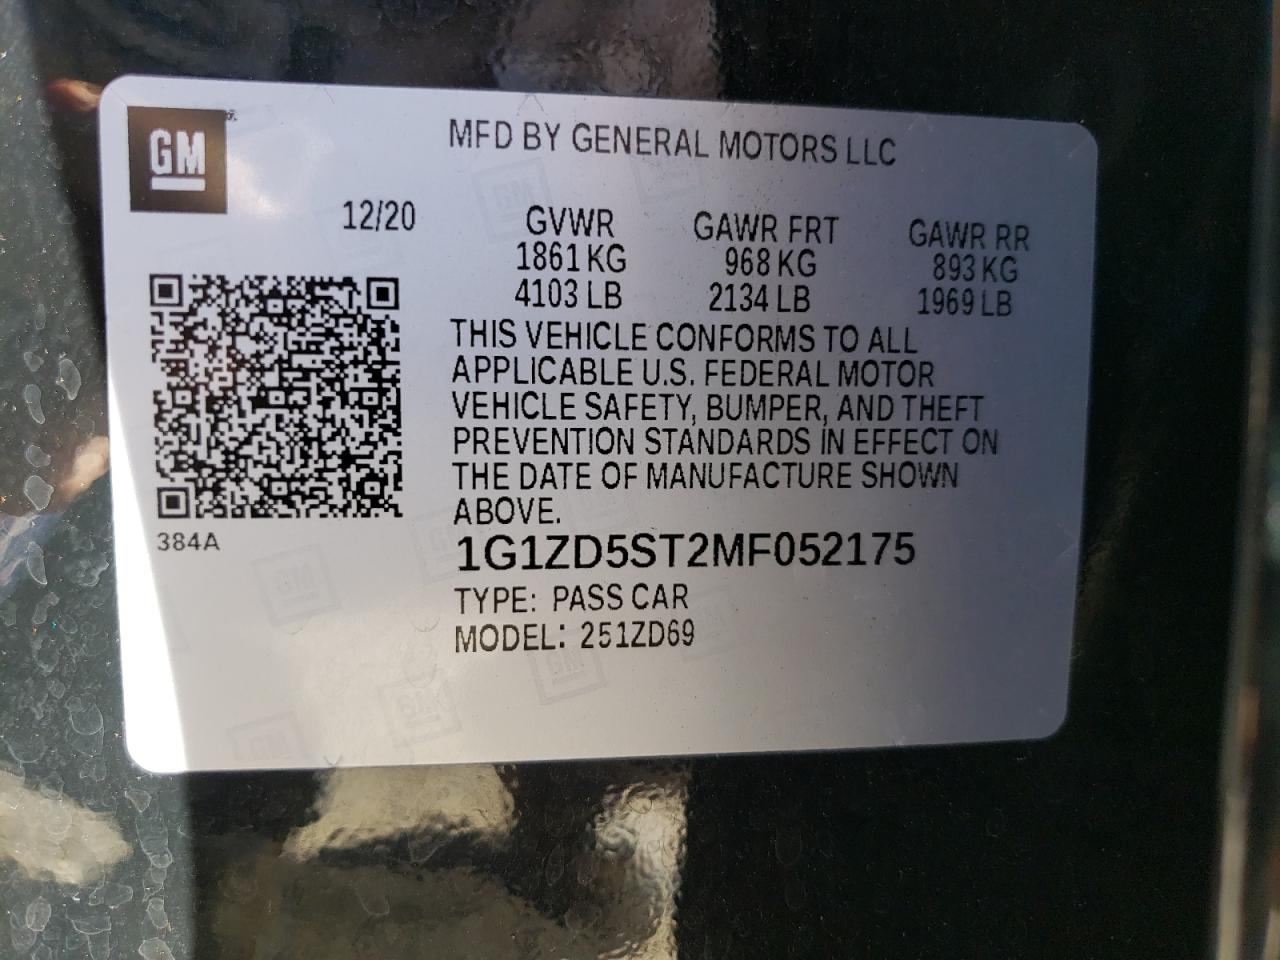 GM
MFD BY GENERAL MOTORS LLC
12/20
GVWR GAWR FRT GAWR RR
1861 KG 968 KG 893 KG
4103 LB 2134 LB 1969 LB
THIS VEHICLE CONFORMS TO ALL
APPLICABLE U.S. FEDERAL MOTOR
VEHICLE SAFETY, BUMPER, AND THEFT
PREVENTION STANDARDS IN EFFECT ON
THE DATE OF MANUFACTURE SHOWN
ABOVE.
384A
1G1ZD5ST2MF052175
TYPE: PASS CAR
MODEL: 251ZD69